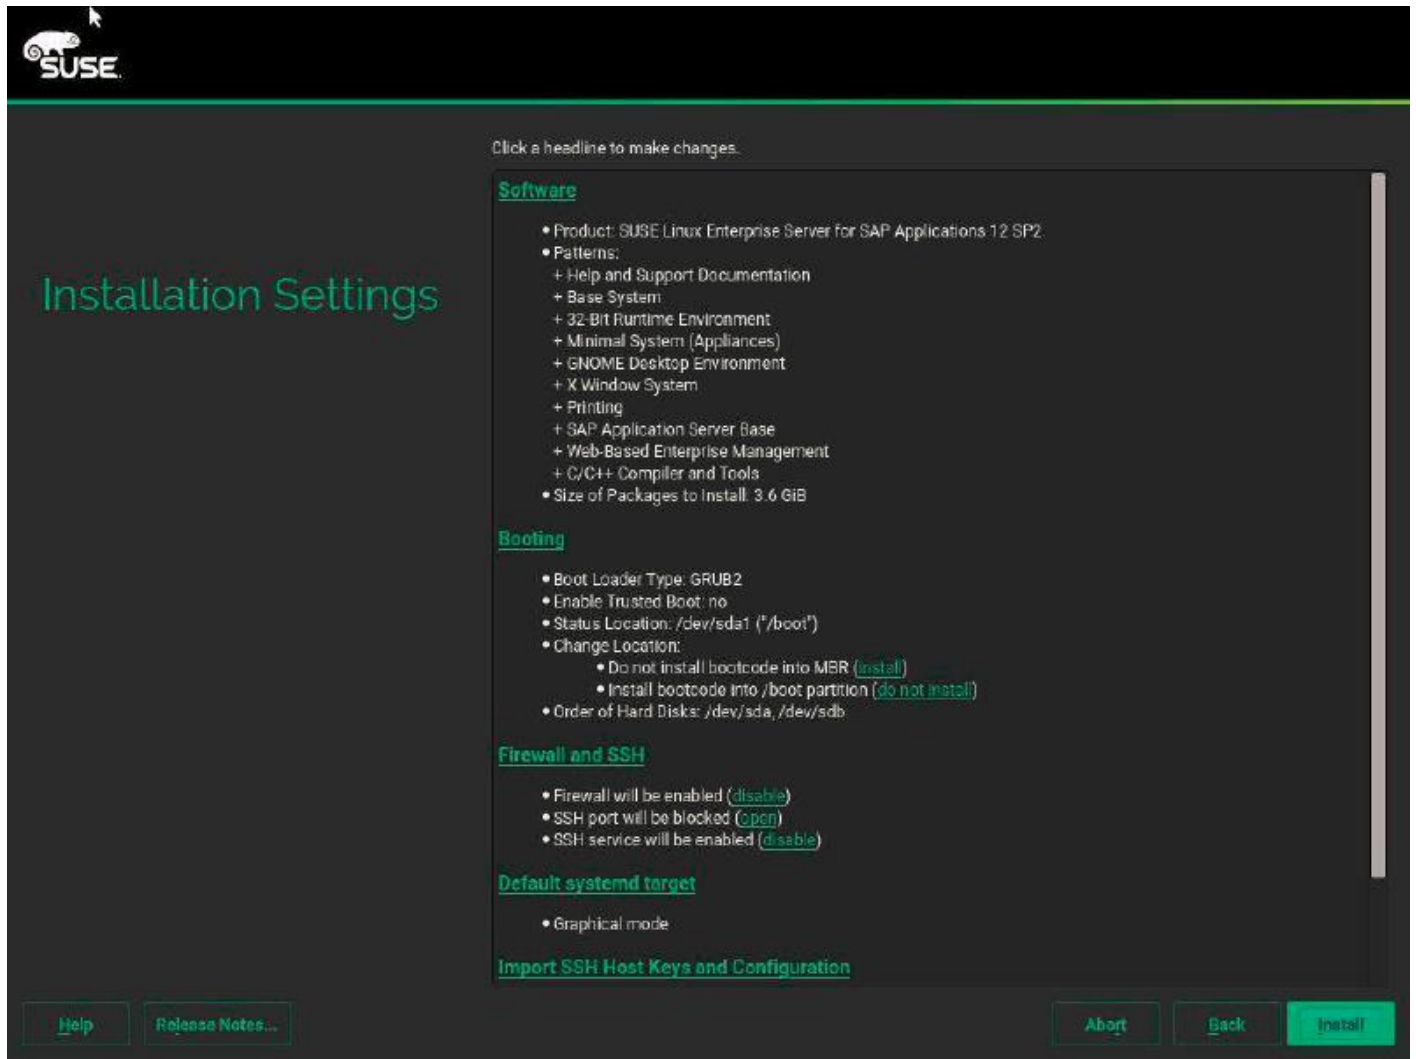 SUSE.
Click a headline to make changes.
Installation Settings
Software
• Product: SUSE Linux Enterprise Server for SAP Applications 12 SP2
• Patterns:
+ Help and Support Documentation
+ Base System
+ 32-Bit Runtime Environment
+ Minimal System (Appliances)
+ GNOME Desktop Environment
+ X Window System
+ Printing
+ SAP Application Server Base
+ Web-Based Enterprise Management
+ C/C++ Compiler and Tools
• Size of Packages to Install: 3.6 GiB
Booting
• Boot Loader Type: GRUB2
• Enable Trusted Boot: no
• Status Location: /dev/sda1 ("/boot")
• Change Location:
• Do not install bootcode into MBR (install)
• Install bootcode into /boot partition (do not install)
• Order of Hard Disks: /dev/sda, /dev/sdb
Firewall and SSH
• Firewall will be enabled (disable)
• SSH port will be blocked (open)
• SSH service will be enabled (disable)
Default systemd target
• Graphical mode
Import SSH Host Keys and Configuration
Help
Release Notes...
Abort
Back
Install